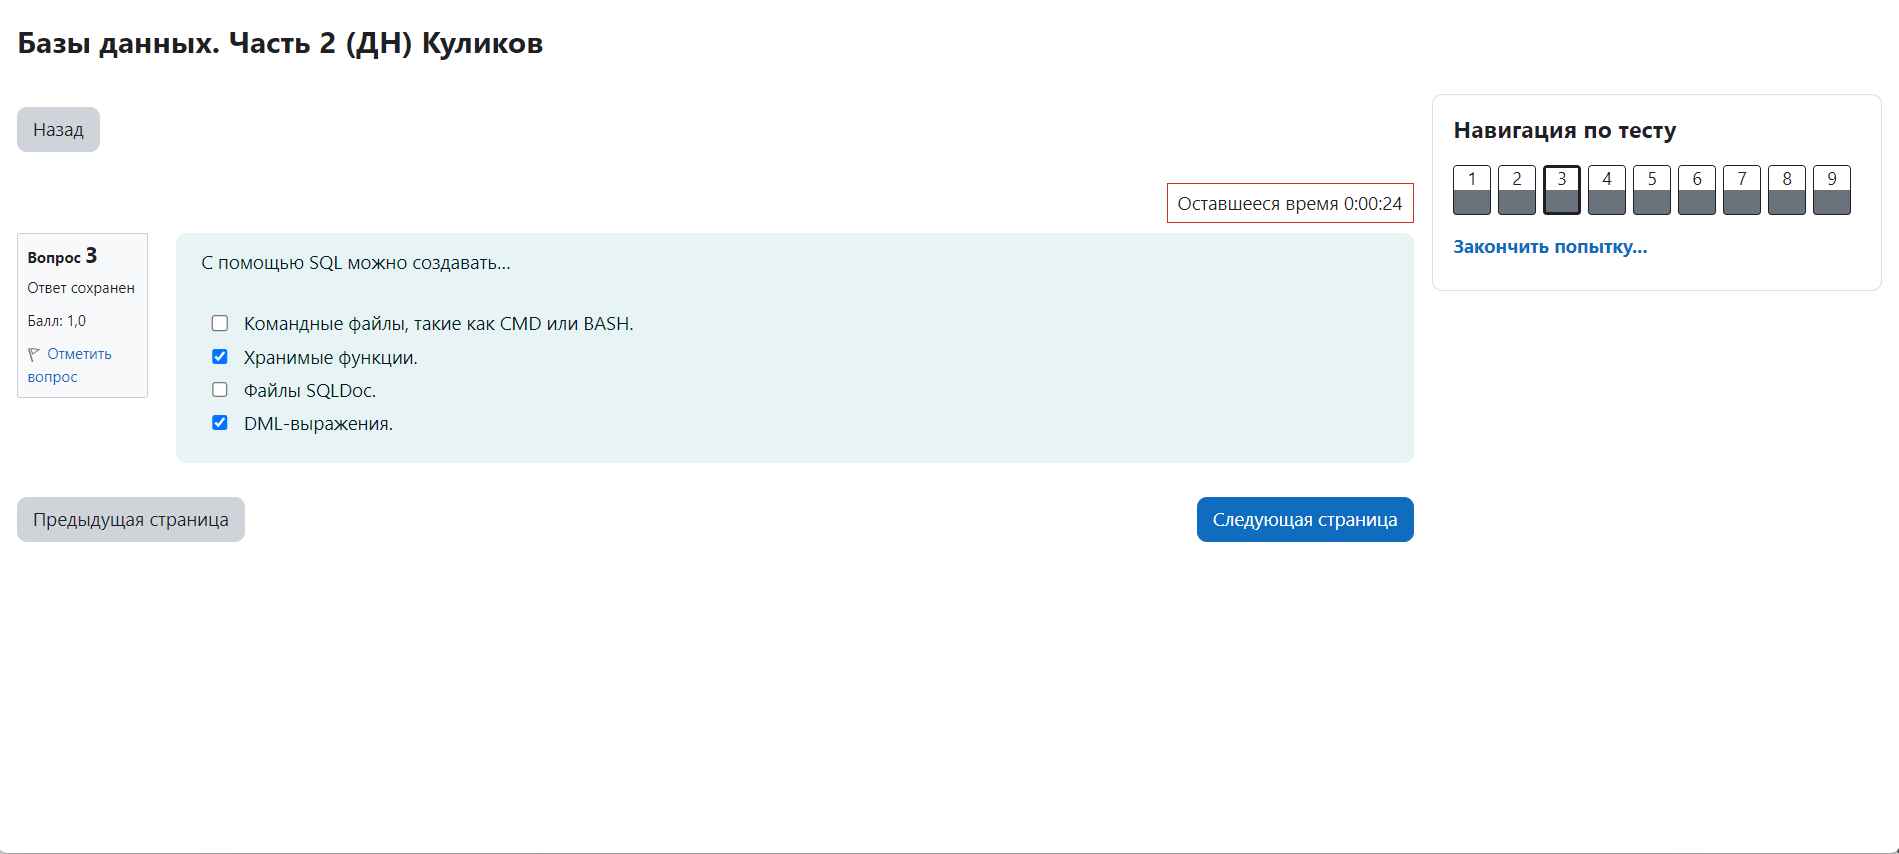 Базы данных. Часть 2 (ДН) Куликов
Назад
Оставшееся время 0:00:24
Вопрос 3
Ответ сохранен
Балл: 1,0
Отметить
вопрос
С помощью SQL можно создавать...
Командные файлы, такие как CMD или BASH.
Хранимые функции.
Файлы SQLDoc.
DML-выражения.
Предыдущая страница
Следующая страница
Навигация по тесту
1 2 3 4 5 6 7 8 9
Закончить попытку...